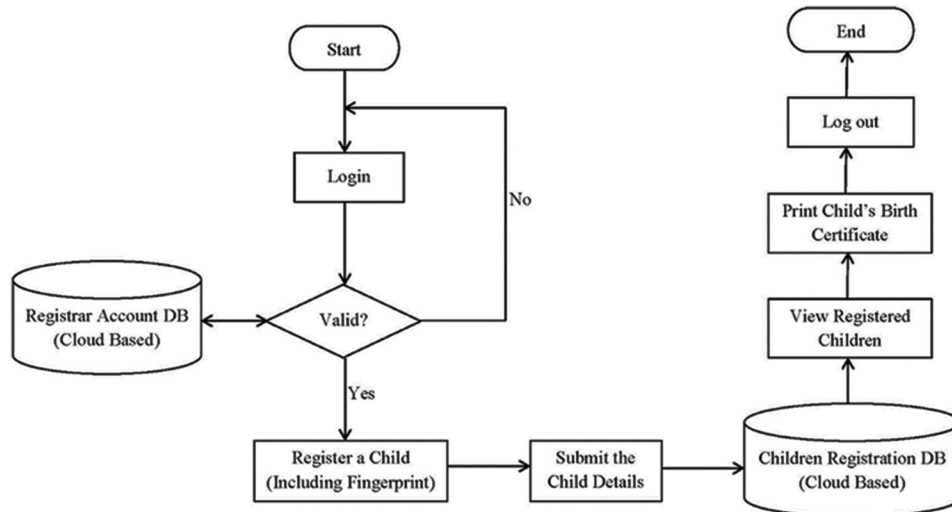 Start
Login
No
Valid?
Registrar Account DB
(Cloud Based)
Yes
Register a Child
(Including Fingerprint)
Submit the
Child Details
Children Registration DB
(Cloud Based)
View Registered
Children
Print Child's Birth
Certificate
Log out
End